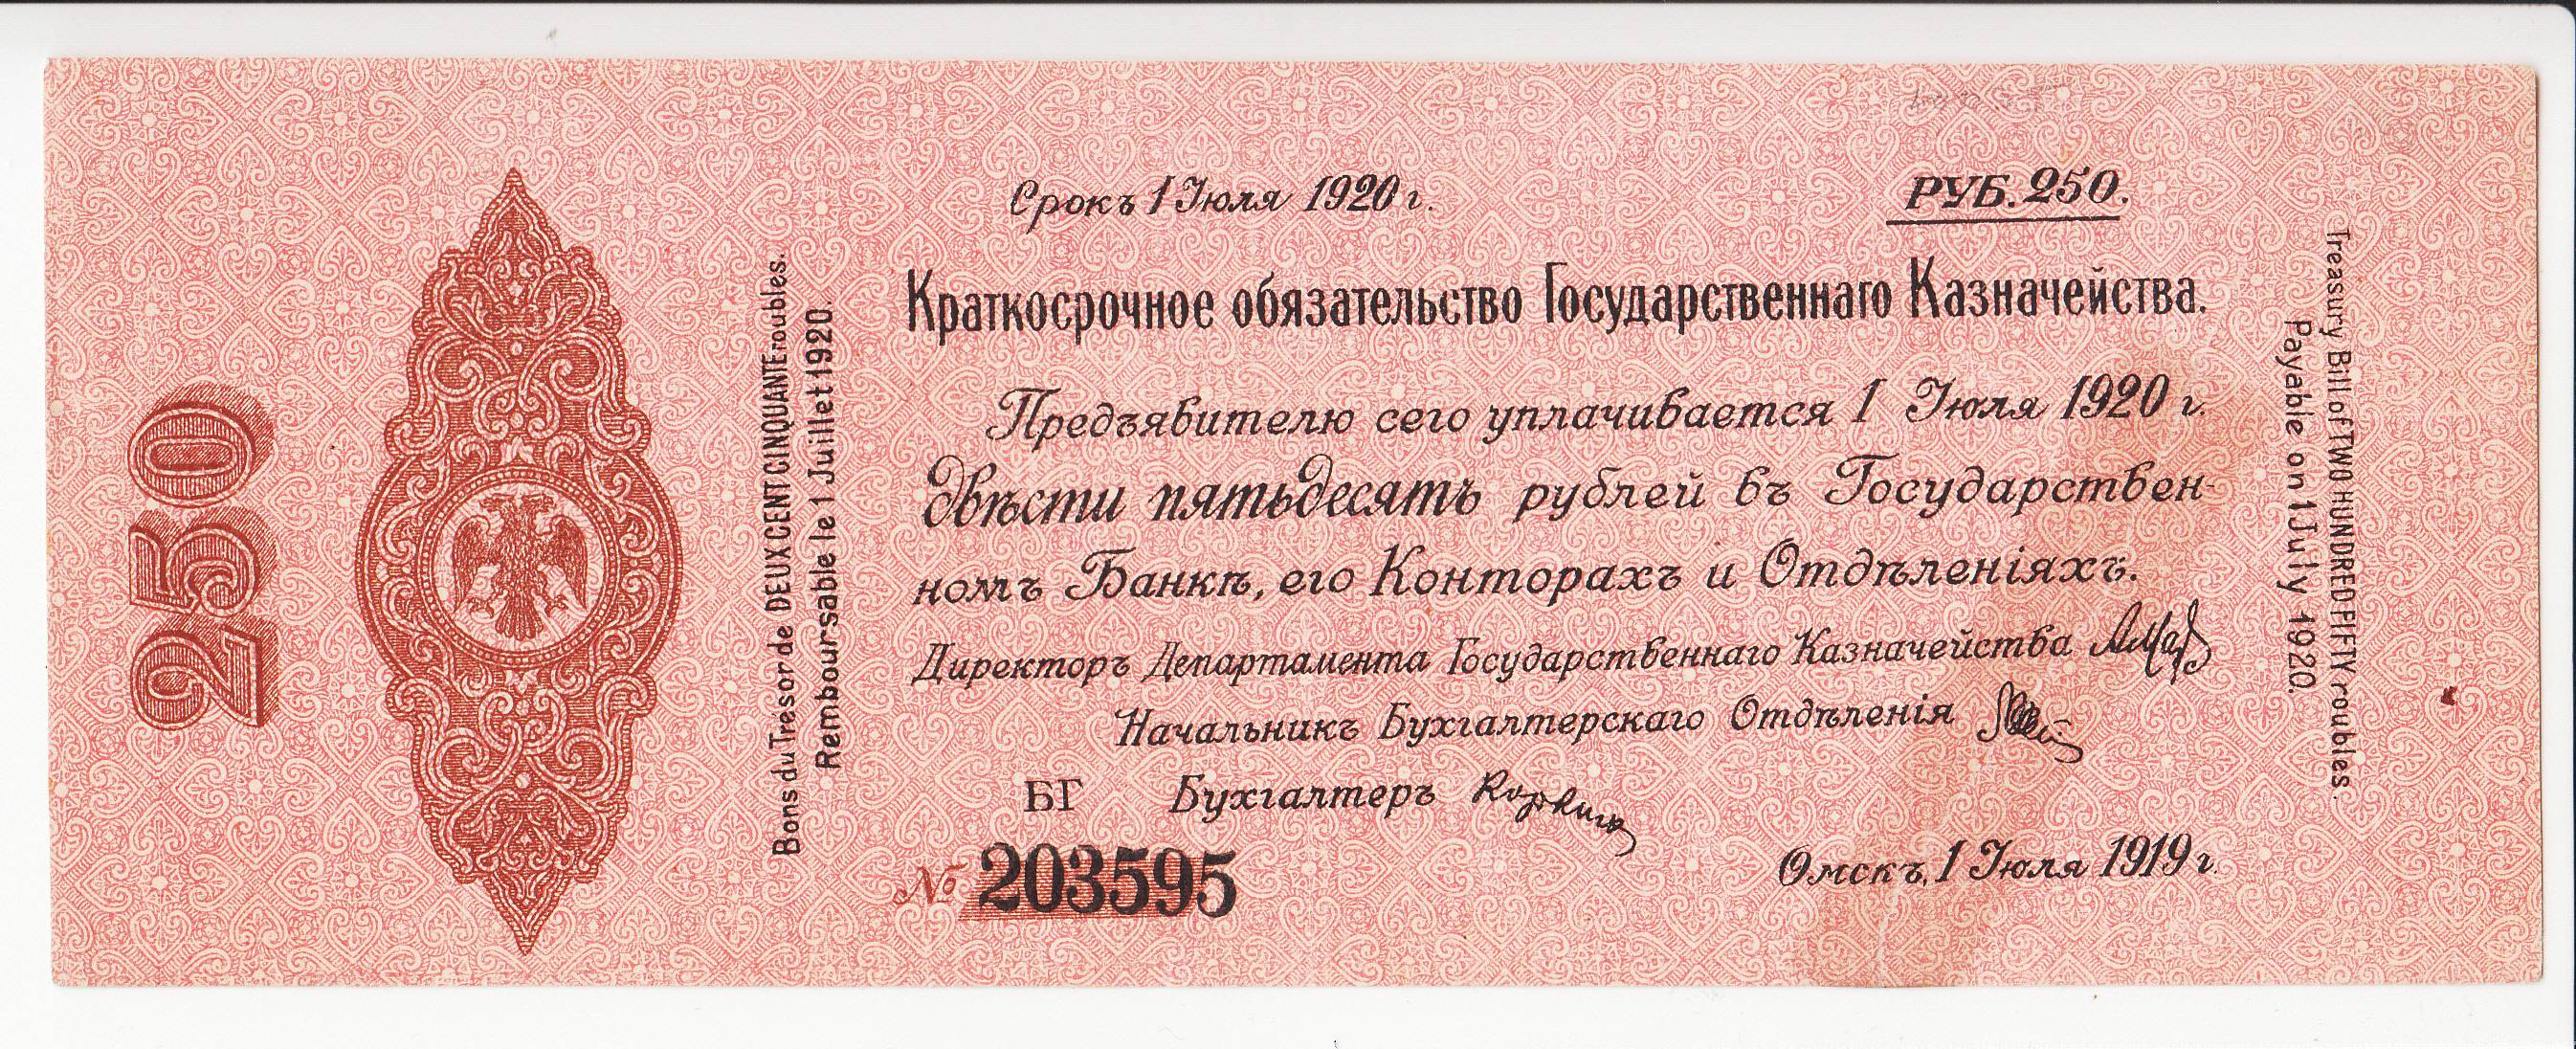 250
Bons du Trésor de DEUX CENT CINQUANTE roubles.
Remboursable le 1 Juillet 1920.
Срокъ 1 Іюля 1920 г.
РУБ. 250.
Краткосрочное обязательство Государственнаго Казначейства.
Предъявителю сего уплачивается 1 Іюля 1920 г.
Двѣсти пятьдесятъ рублей въ Государствен-
номъ Банкѣ, его Конторахъ и Отдѣленіяхъ.
Директоръ Департамента Государственнаго Казначейства
Начальникъ Бухгалтерскаго Отдѣленія
БГ Бухгалтеръ
№ 203595
Омскъ, 1 Іюля 1919 г.
Treasury Bill of TWO HUNDRED FIFTY roubles.
Payable on 1 July 1920.